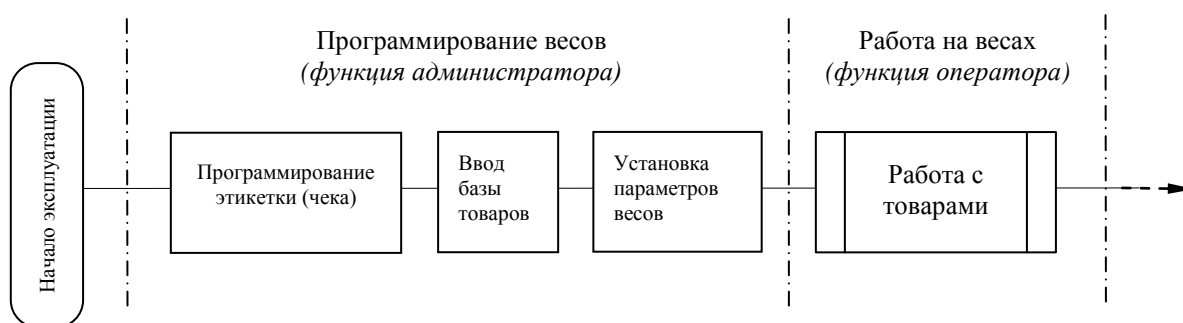 Программирование весов
(функция администратора)
Работа на весах
(функция оператора)
Начало эксплуатации
Программирование
этикетки (чека)
Ввод
базы
товаров
Установка
параметров
весов
Работа с
товарами